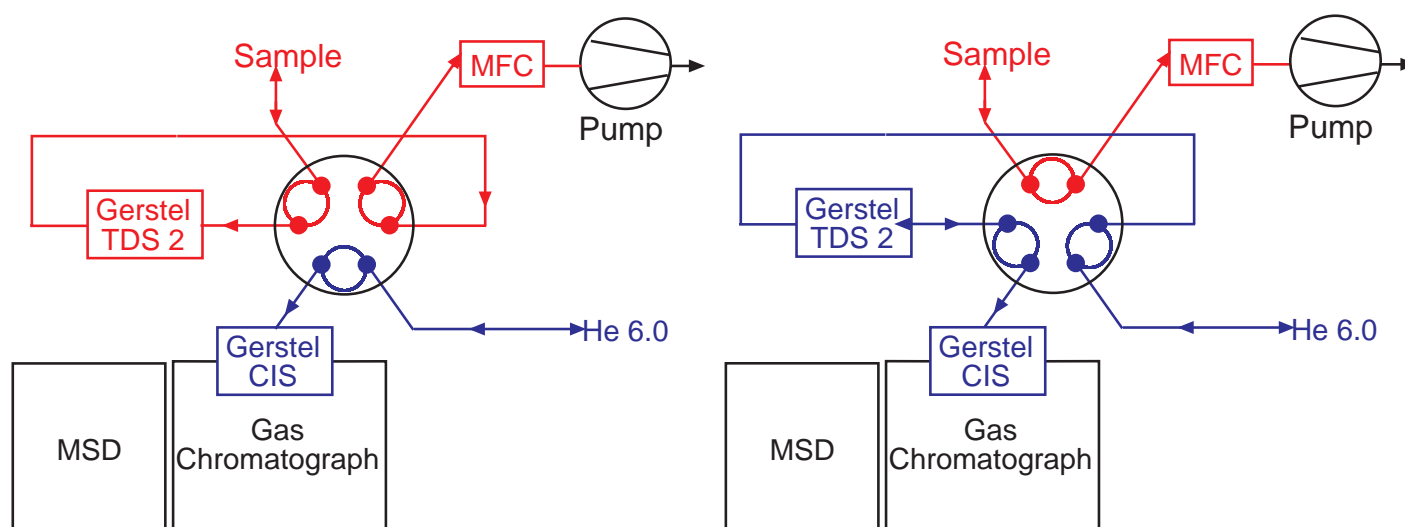 Sample
MFC
Pump
Gerstel
TDS 2
He 6.0
Gerstel
CIS
MSD
Gas
Chromatograph
Sample
MFC
Pump
Gerstel
TDS 2
He 6.0
Gerstel
CIS
MSD
Gas
Chromatograph